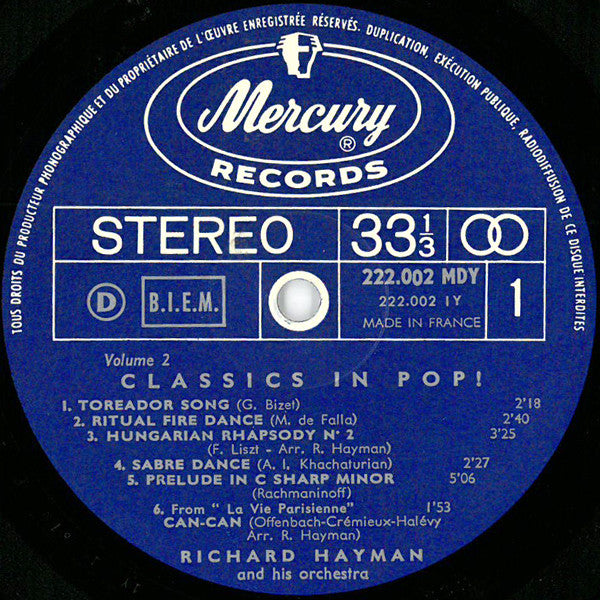 TOUS DROITS DU PRODUCTEUR PHONOGRAPHIQUE ET DU PROPRIÉTAIRE DE L'ŒUVRE ENREGISTRÉE RÉSERVÉS. DUPLICATION, EXÉCUTION PUBLIQUE, RADIODIFFUSION DE CE DISQUE INTERDITES
Mercury ®
RECORDS
STEREO 33⅓
D B.I.E.M. 222.002 MDY 1
222.002 1Y
MADE IN FRANCE
Volume 2
CLASSICS IN POP!
1. TOREADOR SONG (G. Bizet) 2'18
2. RITUAL FIRE DANCE (M. de Falla) 2'40
3. HUNGARIAN RHAPSODY N° 2 3'25
(F. Liszt - Arr. R. Hayman)
4. SABRE DANCE (A. I, Khachaturian) 2'27
5. PRELUDE IN C SHARP MINOR 5'06
(Rachmaninoff)
6. From " La Vie Parisienne" 1'53
CAN-CAN (Offenbach-Crémieux-Halévy
Arr. R. Hayman)
RICHARD HAYMAN
and his orchestra